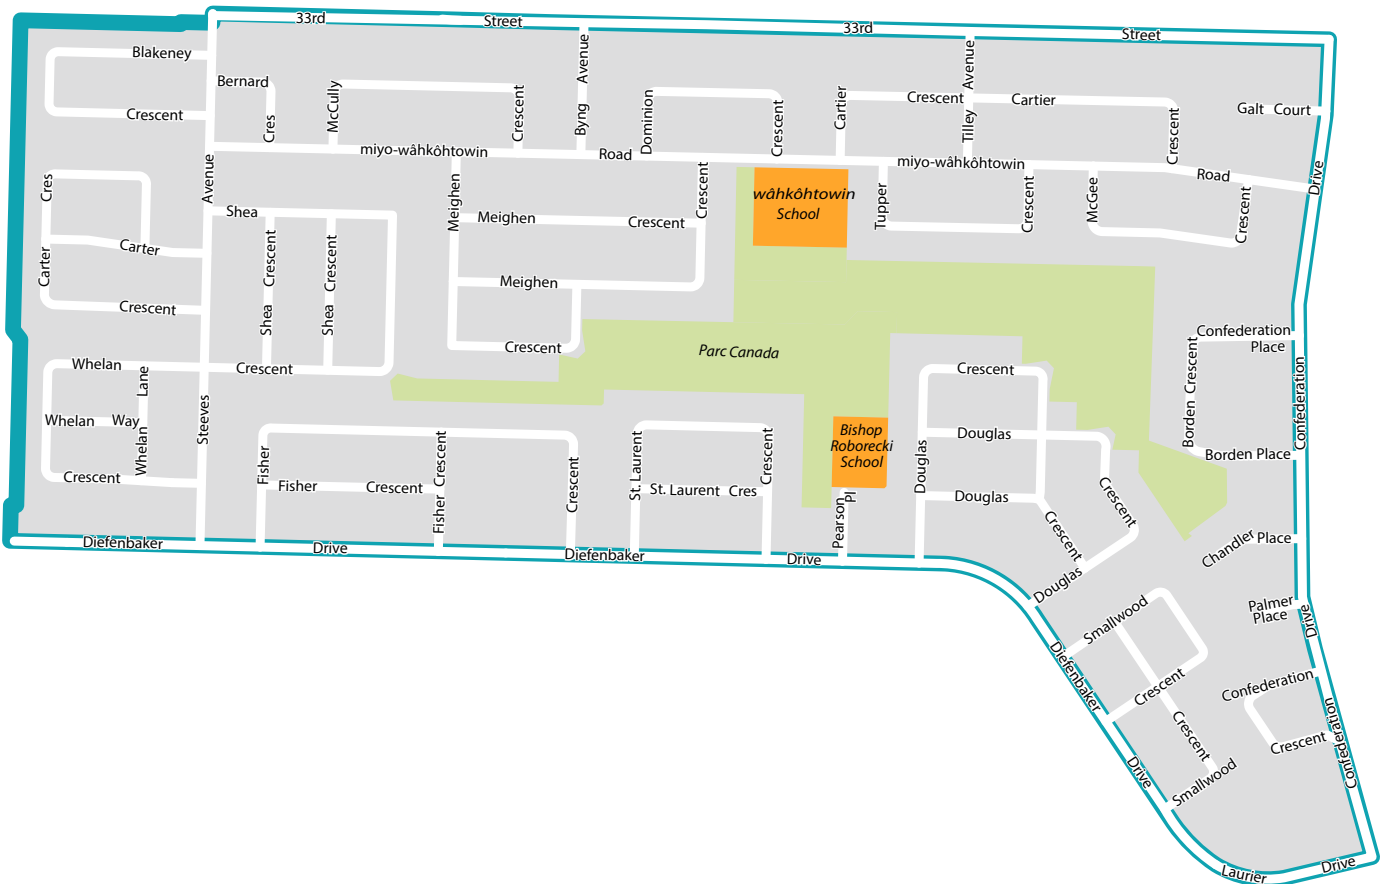 33rd
Street
33rd
Street
Blakeney
Crescent
Bernard
Cres
McCully
Crescent
Byng
Avenue
Dominion
Crescent
Cartier
Crescent
Cartier
Crescent
Tilley
Avenue
Galt Court
Drive
miyo-wâhkôhtowin
Road
miyo-wâhkôhtowin
Road
Avenue
Cres
Carter
Carter
Crescent
Shea
Shea
Crescent
Shea
Crescent
Meighen
Meighen
Crescent
Crescent
Meighen
Crescent
wâhkôhtowin
School
Tupper
Crescent
McGee
Crescent
Parc Canada
Whelan
Crescent
Whelan
Way
Whelan
Lane
Crescent
Steeves
Fisher
Fisher
Crescent
Fisher
Crescent
Crescent
St. Laurent
Crescent
St. Laurent Cres
Bishop
Roborecki
School
Pearson
Pl
Crescent
Douglas
Douglas
Douglas
Crescent
Crescent
Douglas
Confederation
Place
Borden Crescent
Borden Place
Confederation
Chandler Place
Palmer
Place
Drive
Diefenbaker
Drive
Diefenbaker
Drive
Smallwood
Crescent
Crescent
Smallwood
Diefenbaker
Drive
Confederation
Crescent
Confederation
Laurier
Drive